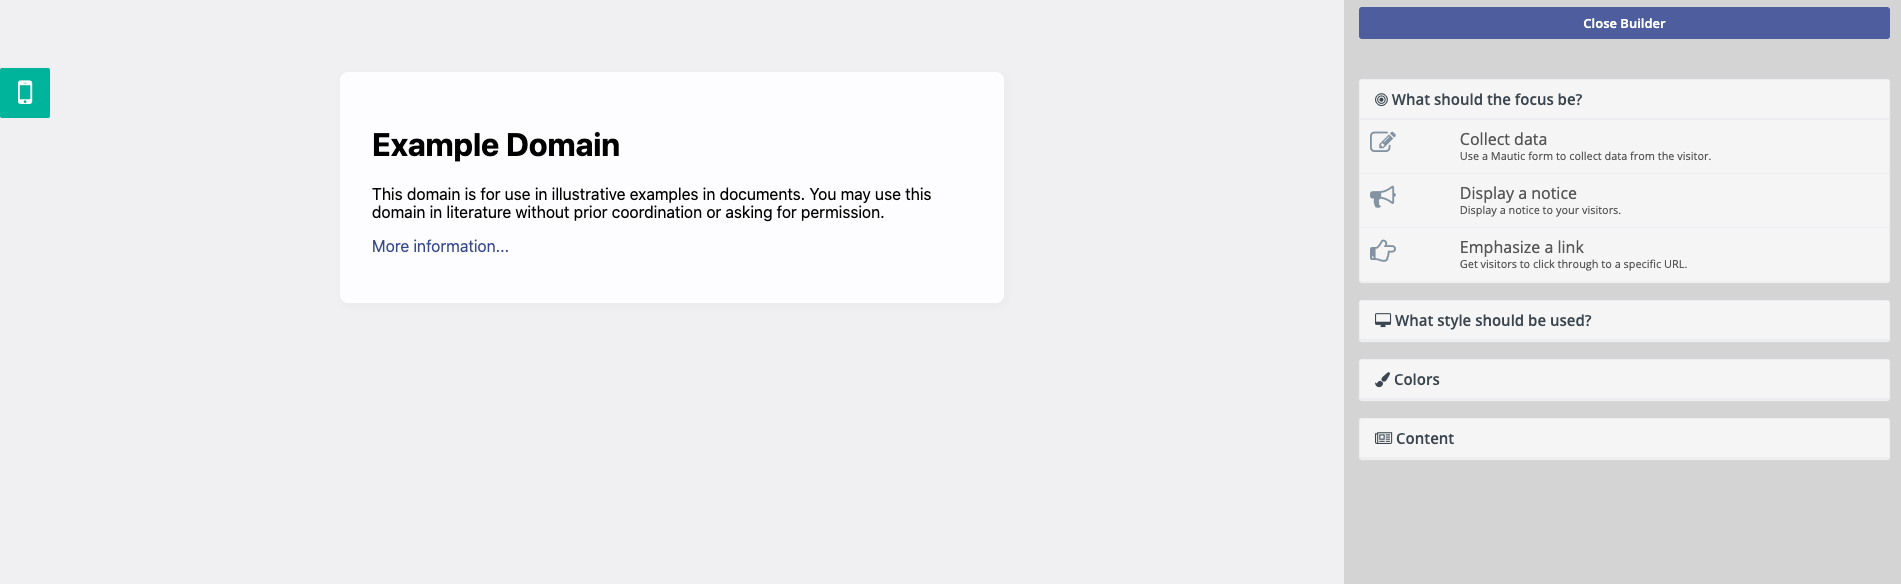 Close Builder
Example Domain
This domain is for use in illustrative examples in documents. You may use this
domain in literature without prior coordination or asking for permission.
More information...
What should the focus be?
Collect data
Use a Mautic form to collect data from the visitor.
Display a notice
Display a notice to your visitors.
Emphasize a link
Get visitors to click through to a specific URL.
What style should be used?
Colors
Content